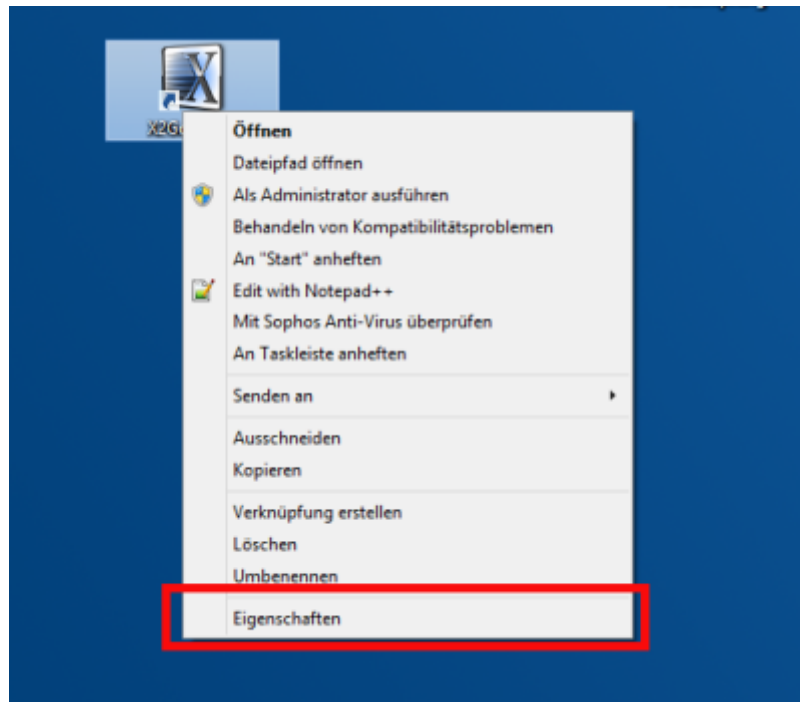 Öffnen
Dateipfad öffnen
Als Administrator ausführen
Behandeln von Kompatibilitätsproblemen
An "Start" anheften
Edit with Notepad++
Mit Sophos Anti-Virus überprüfen
An Taskleiste anheften
Senden an
Ausschneiden
Kopieren
Verknüpfung erstellen
Löschen
Umbenennen
Eigenschaften